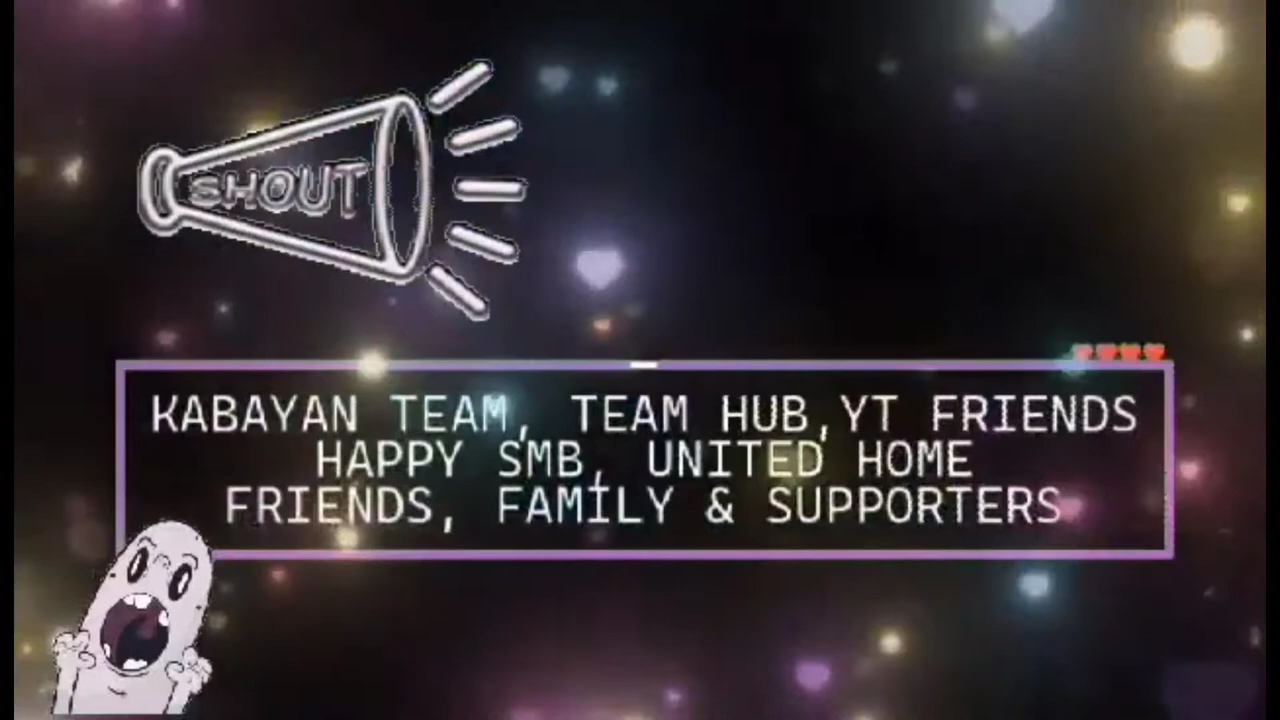 SHOUT
KABAYAN TEAM, TEAM HUB,YT FRIENDS
HAPPY SMB, UNITED HOME
FRIENDS, FAMILY & SUPPORTERS